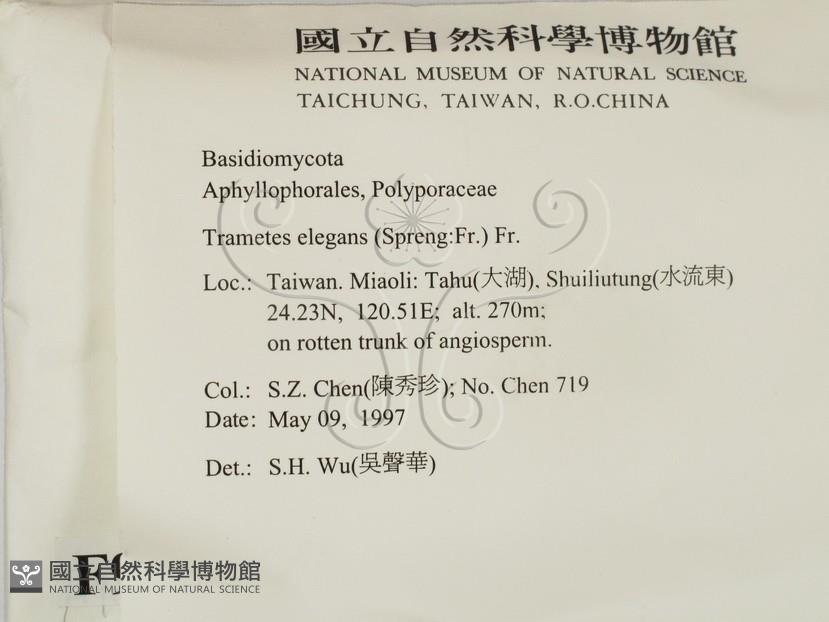 國立自然科學博物館
NATIONAL MUSEUM OF NATURAL SCIENCE
TAICHUNG, TAIWAN, R.O.CHINA
Basidiomycota
Aphyllophorales, Polyporaceae
Trametes elegans (Spreng:Fr.) Fr.
Loc.: Taiwan. Miaoli: Tahu(大湖), Shuiliutung(水流東)
24.23N, 120.51E; alt. 270m;
on rotten trunk of angiosperm.
Col.: S.Z. Chen(陳秀珍); No. Chen 719
Date: May 09, 1997
Det.: S.H. Wu(吳聲華)
國立自然科學博物館
NATIONAL MUSEUM OF NATURAL SCIENCE